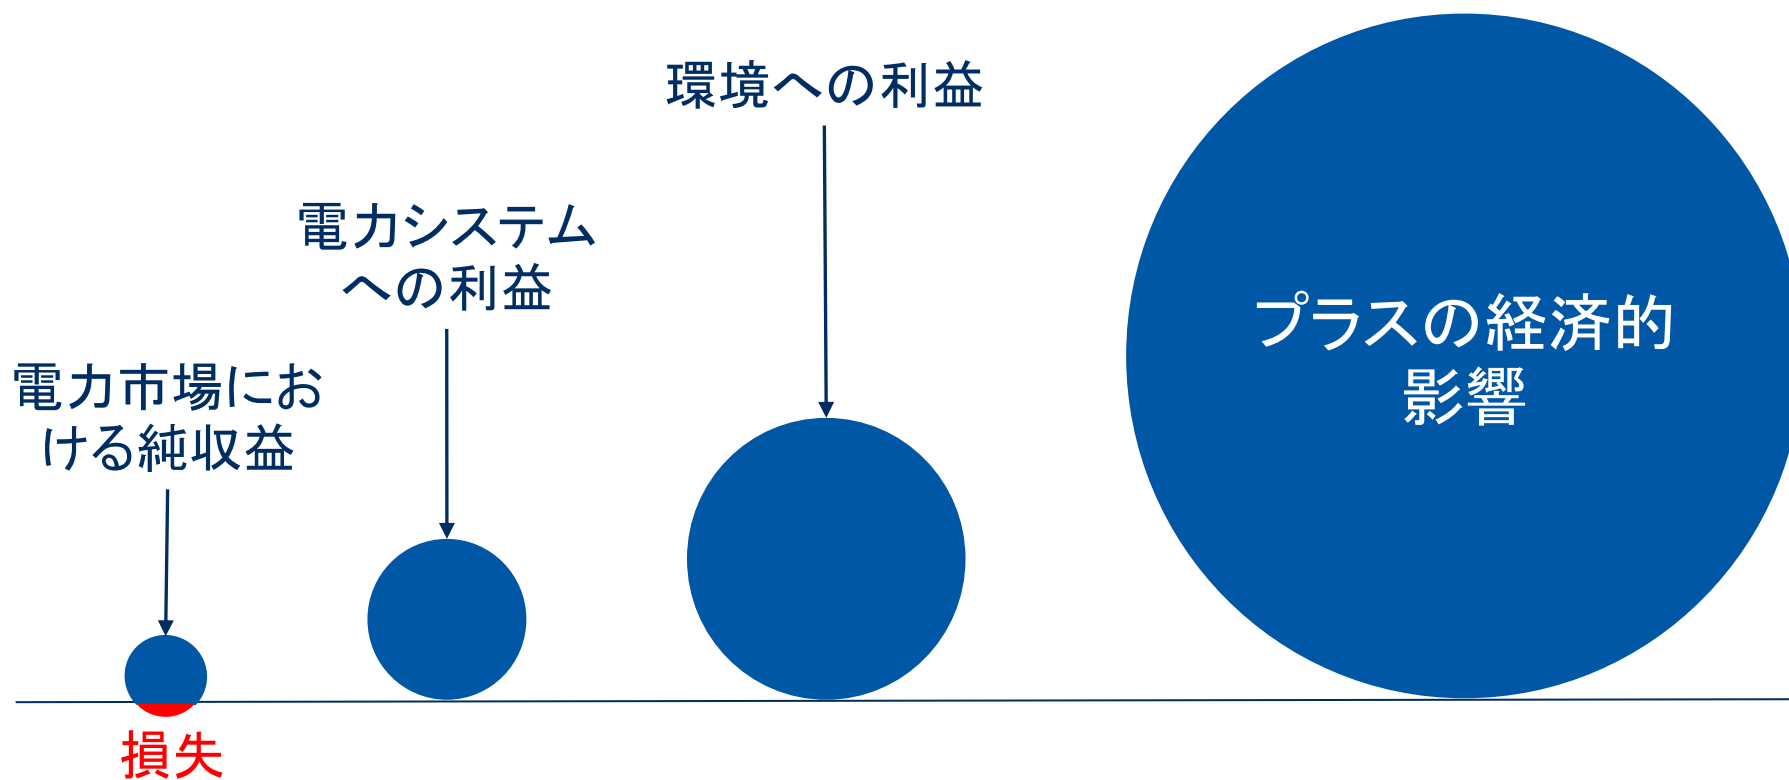 電力市場にお
ける純収益
損失
電力システム
への利益
環境への利益
プラスの経済的
影響